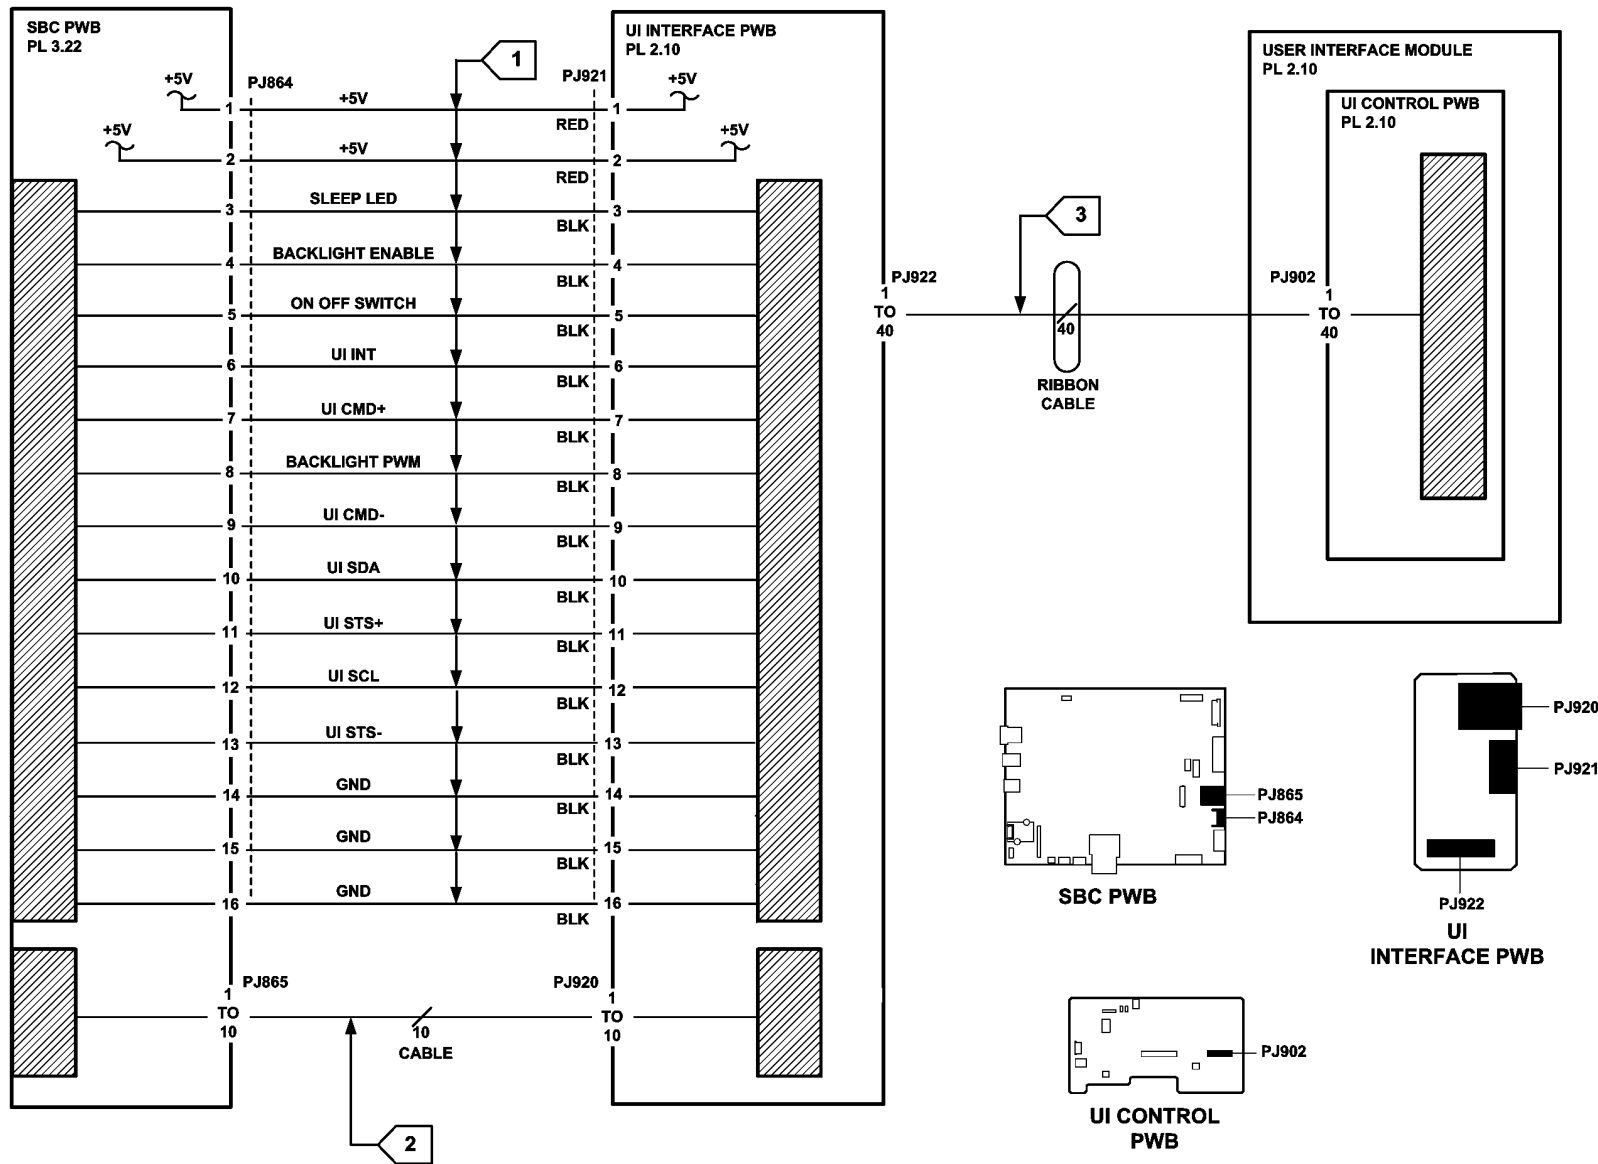 SBC PWB
PL 3.22
UI INTERFACE PWB
PL 2.10
1
+5V
PJ864
PJ921
+5V
1
+5V
1
RED
+5V
+5V
2
+5V
2
RED
SLEEP LED
3
3
BLK
BACKLIGHT ENABLE
4
4
BLK
ON OFF SWITCH
5
5
BLK
UI INT
6
6
BLK
UI CMD+
7
7
BLK
BACKLIGHT PWM
8
8
BLK
UI CMD-
9
9
BLK
UI SDA
10
10
BLK
UI STS+
11
11
BLK
UI SCL
12
12
BLK
UI STS-
13
13
BLK
GND
14
14
BLK
GND
15
15
BLK
GND
16
16
BLK
PJ865
1
TO
10
10
CABLE
PJ920
1
TO
10
2
PJ922
1
TO
40
3
40
RIBBON
CABLE
USER INTERFACE MODULE
PL 2.10
UI CONTROL PWB
PL 2.10
PJ902
1
TO
40
PJ865
PJ864
SBC PWB
PJ920
PJ921
PJ922
UI
INTERFACE PWB
PJ902
UI CONTROL
PWB